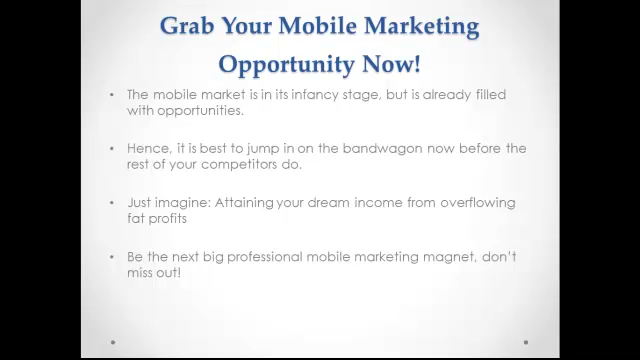 Grab Your Mobile Marketing
Opportunity Now!
• The mobile market is in its infancy stage, but is already filled
with opportunities.
• Hence, it is best to jump in on the bandwagon now before the
rest of your competitors do.
• Just imagine: Attaining your dream income from overflowing
fat profits
• Be the next big professional mobile marketing magnet, don't
miss out!